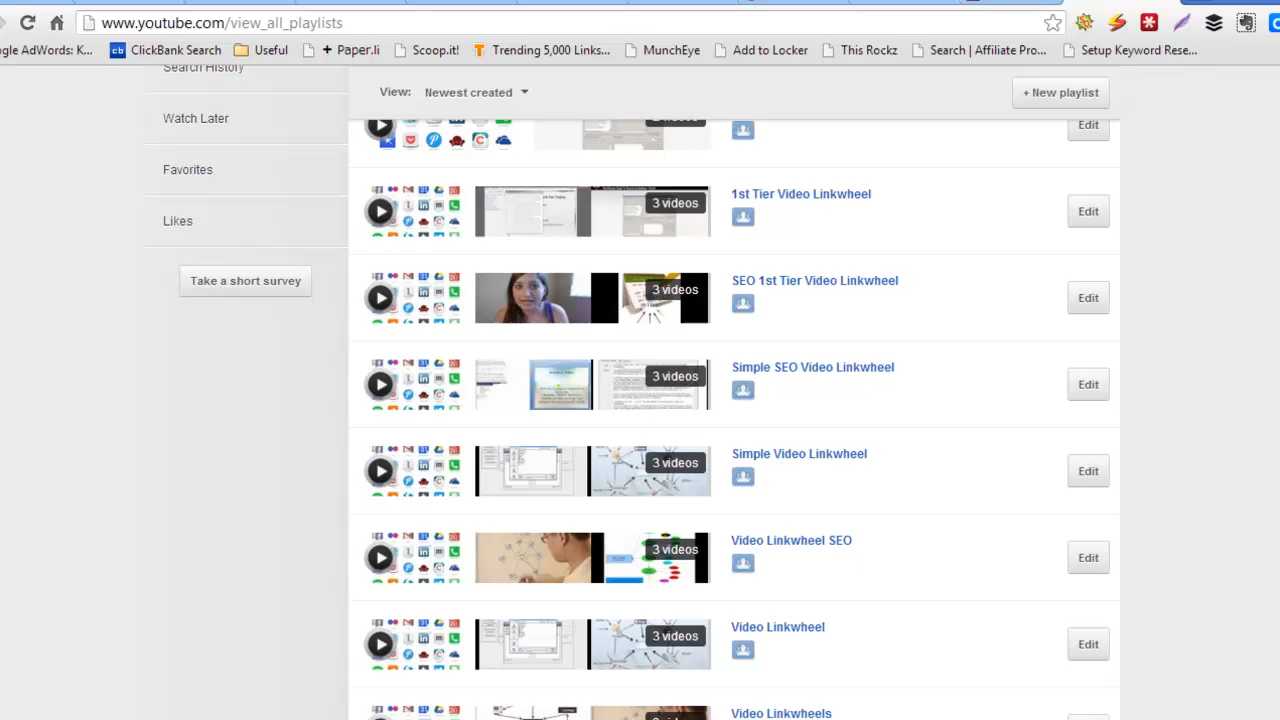 www.youtube.com/view_all_playlists
gle AdWords: K... ClickBank Search Useful + Paper.li Scoop.it! Trending 5,000 Links... MunchEye Add to Locker This Rockz Search | Affiliate Pro... Setup Keyword Rese...
Search History
View: Newest created + New playlist
Watch Later
Edit
Favorites
1st Tier Video Linkwheel
3 videos
Edit
Likes
Take a short survey
SEO 1st Tier Video Linkwheel
3 videos
Edit
Simple SEO Video Linkwheel
3 videos
Edit
Simple Video Linkwheel
3 videos
Edit
Video Linkwheel SEO
3 videos
Edit
Video Linkwheel
3 videos
Edit
Video Linkwheels